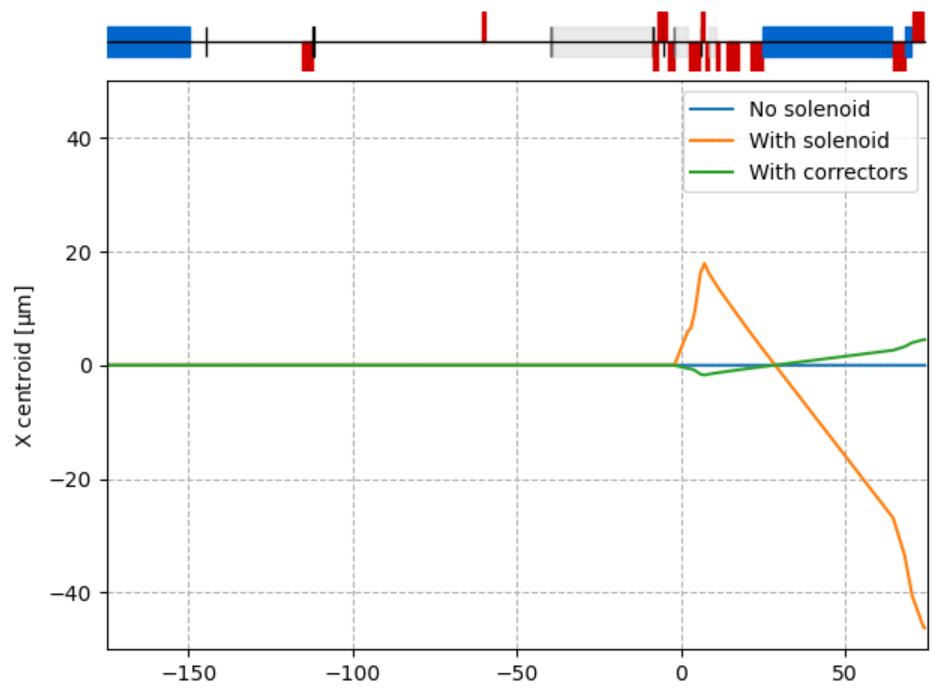 No solenoid
With solenoid
With correctors
40
20
0
−20
−40
X centroid [µm]
−150
−100
−50
0
50